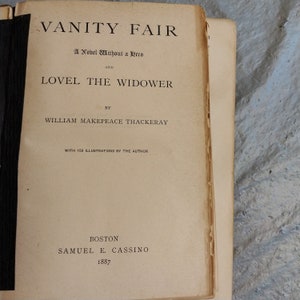 VANITY FAIR
A Novel Without a Hero
AND
LOVEL THE WIDOWER
BY
WILLIAM MAKEPEACE THACKERAY
WITH 128 ILLUSTRATIONS BY THE AUTHOR
BOSTON
SAMUEL E. CASSINO
1887